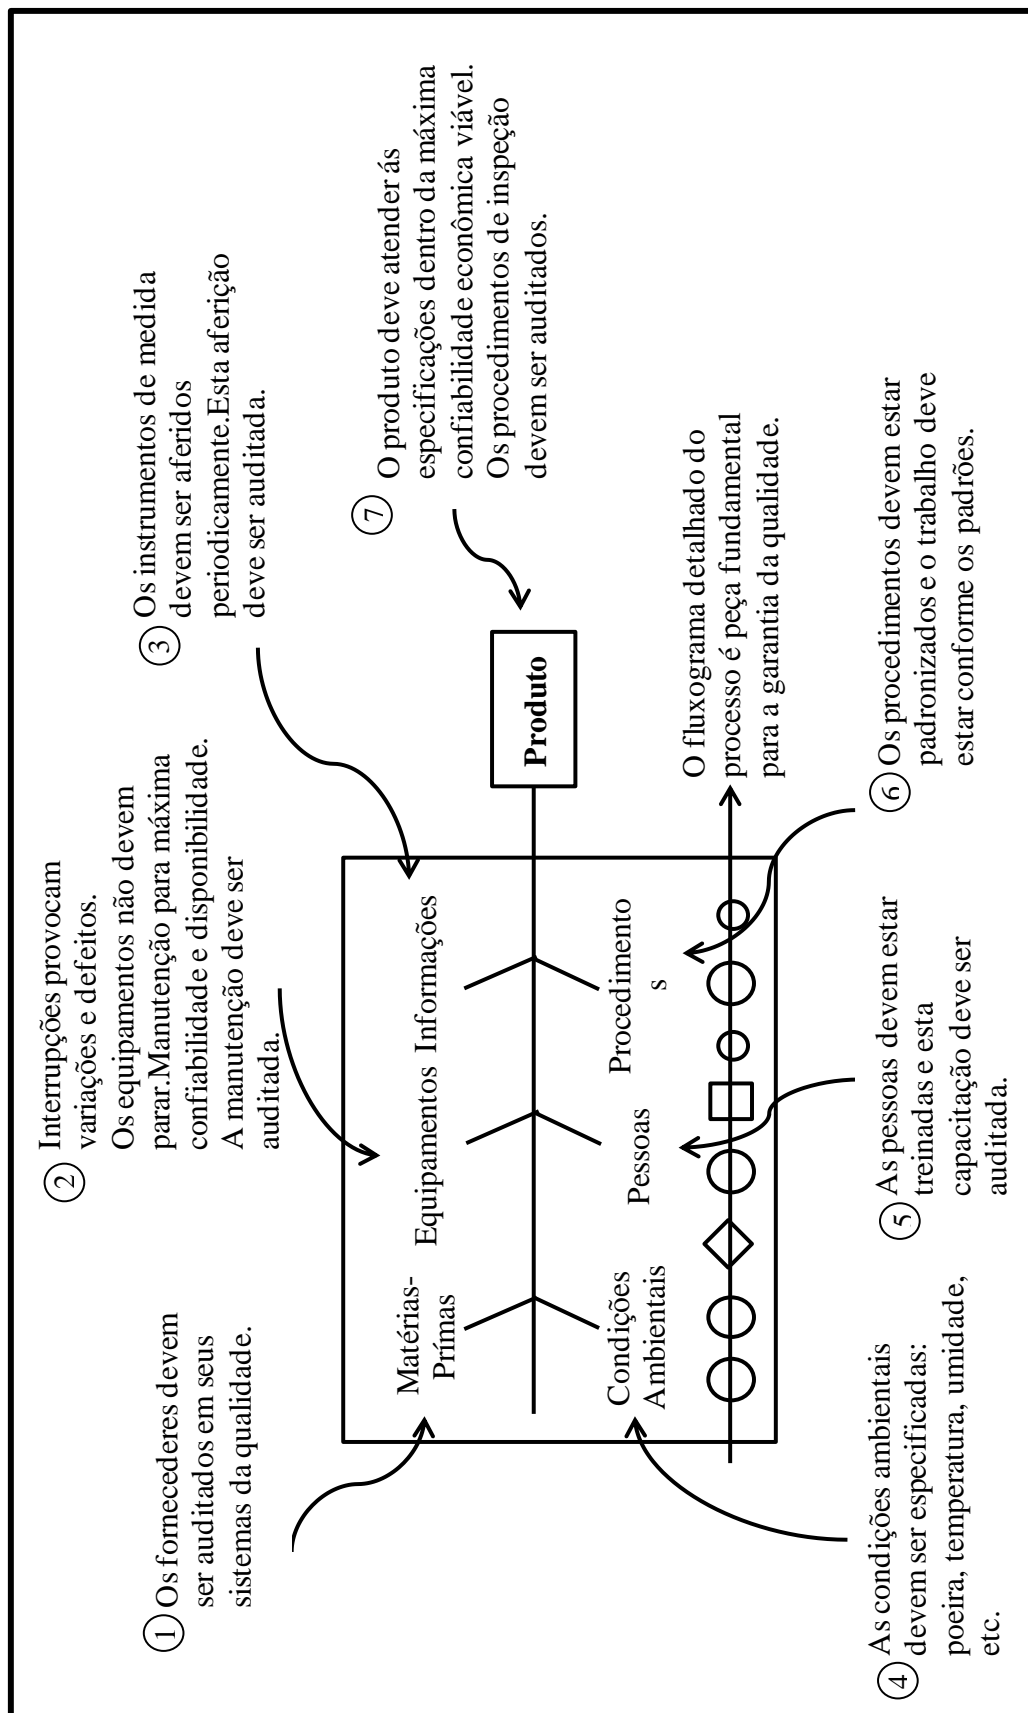 1 Os fornecederes devem
ser auditados em seus
sistemas da qualidade.
2 Interrupções provocam
variações e defeitos.
Os equipamentos não devem
parar.Manutenção para máxima
confiabilidade e disponibilidade.
A manutenção deve ser
auditada.
3 Os instrumentos de medida
devem ser aferidos
periodicamente.Esta aferição
deve ser auditada.
7 O produto deve atender ás
especificações dentro da máxima
confiabilidade econômica viável.
Os procedimentos de inspeção
devem ser auditados.
Matérias-
Prímas
Equipamentos
Informações
Produto
Condições
Ambientais
Pessoas
Procedimento
s
O fluxograma detalhado do
processo é peça fundamental
para a garantia da qualidade.
4 As condições ambientais
devem ser especificadas:
poeira, temperatura, umidade,
etc.
5 As pessoas devem estar
treinadas e esta
capacitação deve ser
auditada.
6 Os procedimentos devem estar
padronizados e o trabalho deve
estar conforme os padrões.